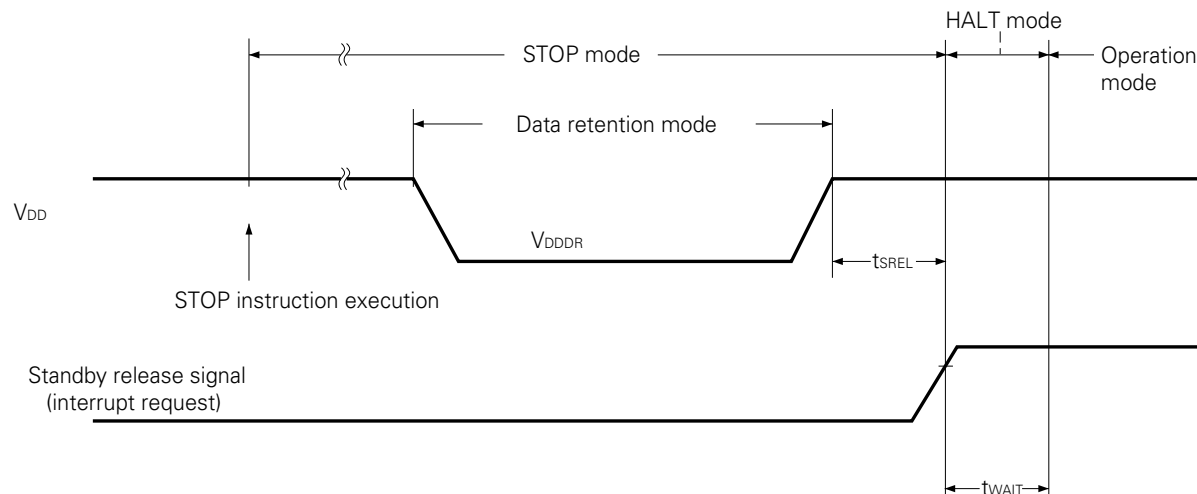 HALT mode
STOP mode
Operation
mode
Data retention mode
VDD
VDDDR
tSREL
STOP instruction execution
Standby release signal
(interrupt request)
tWAIT